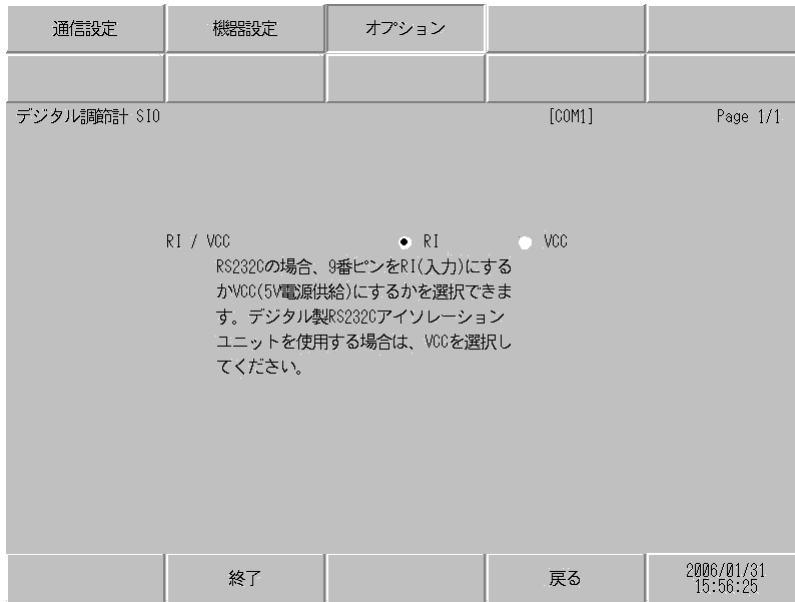 通信設定 機器設定 オプション
デジタル調節計 SIO [COM1] Page 1/1
RI / VCC RI VCC
RS232Cの場合、9番ピンをRI(入力)にする
かVCC(5V電源供給)にするかを選択できま
す。デジタル製RS232Cアイソレーション
ユニットを使用する場合は、VCCを選択し
てください。
終了 戻る 2006/01/31
15:56:25